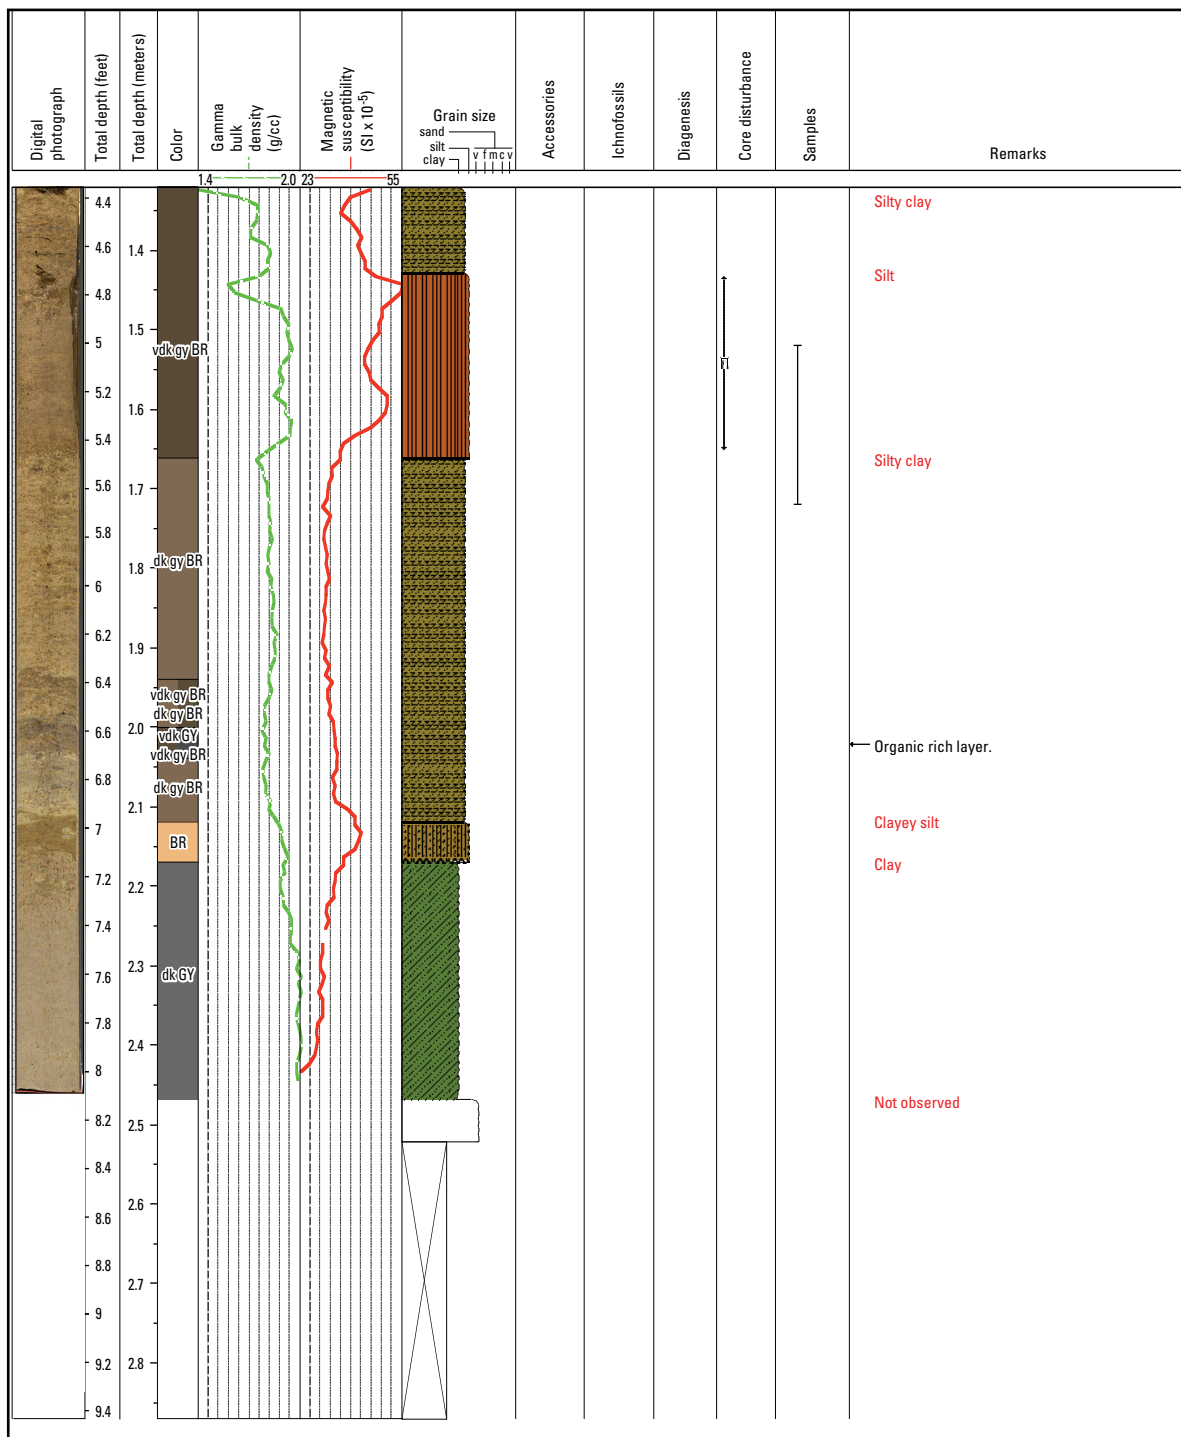 Digital photograph
Total depth (feet)
Total depth (meters)
Color
Gamma bulk density (g/cc)
Magnetic susceptibility (SI x 10-5)
Grain size
sand
silt
clay
v f m c v
Accessories
Ichnofossils
Diagenesis
Core disturbance
Samples
Remarks
1.4 2.0 23 55
4.4 Silty clay
4.6 1.4
Silt
4.8
1.5
5 vdk gy BR
5.2
1.6
5.4
Silty clay
5.6 1.7
5.8
dk gy BR
1.8
6
6.2 1.9
6.4
vdk gy BR
dk gy BR
6.6 2.0 vdk GY
Organic rich layer.
vdk gy BR
6.8 dk gy BR
2.1
7 Clayey silt
BR
Clay
7.2 2.2
7.4
2.3
7.6 dk GY
7.8
2.4
8
Not observed
8.2 2.5
8.4
2.6
8.6
8.8 2.7
9
9.2 2.8
9.4